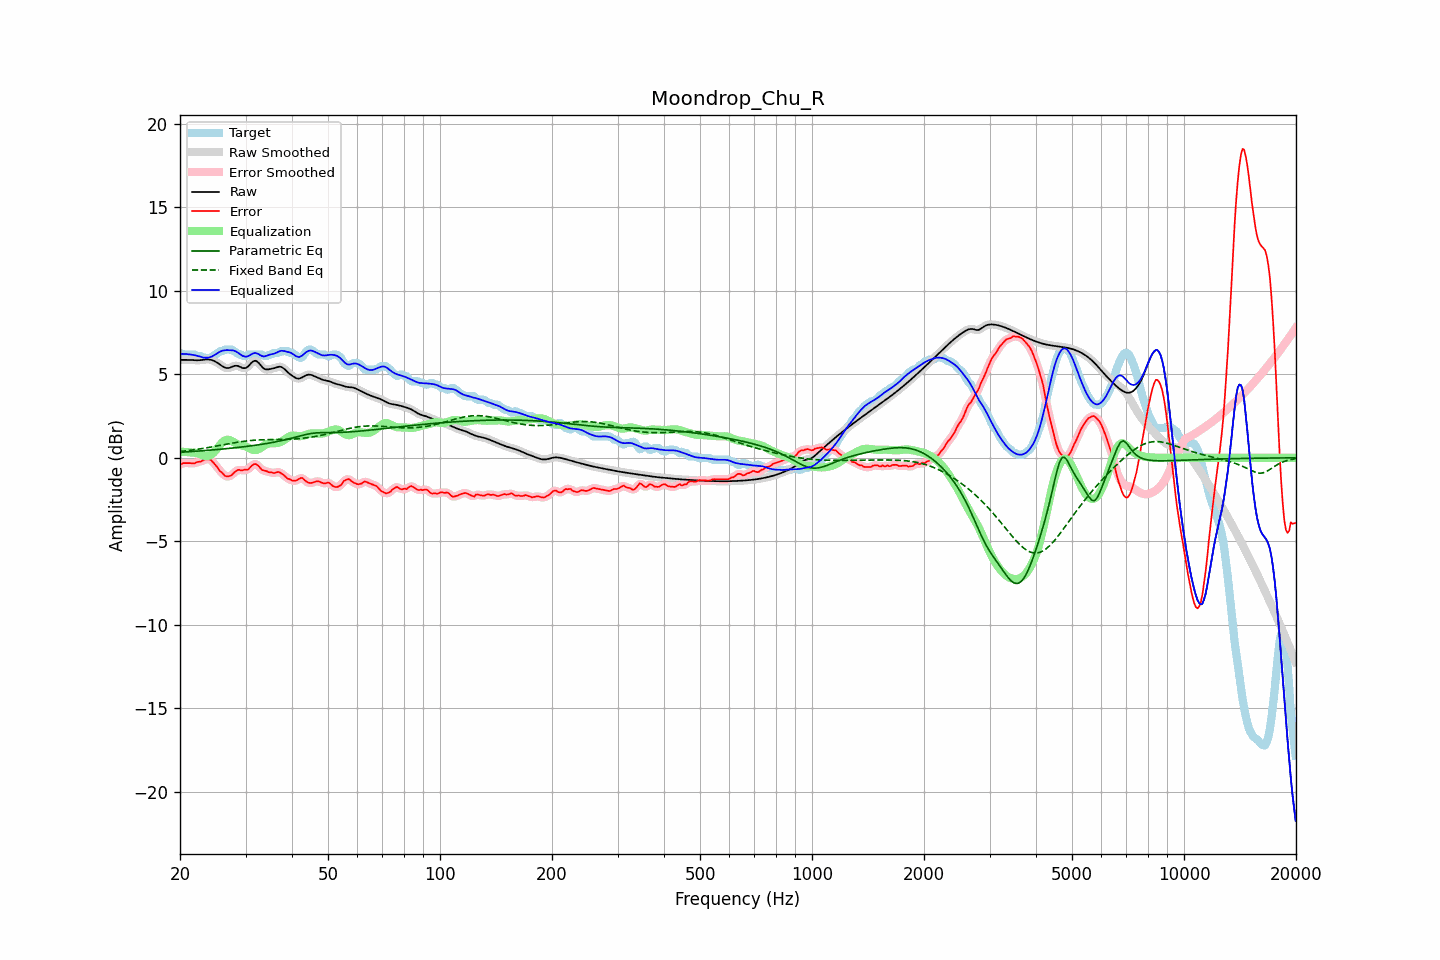 Moondrop_Chu_R
Target
Raw Smoothed
Error Smoothed
Raw
Error
Equalization
Parametric Eq
Fixed Band Eq
Equalized
20
15
10
5
0
−5
−10
−15
−20
Amplitude (dBr)
20
50
100
200
500
1000
2000
5000
10000
20000
Frequency (Hz)